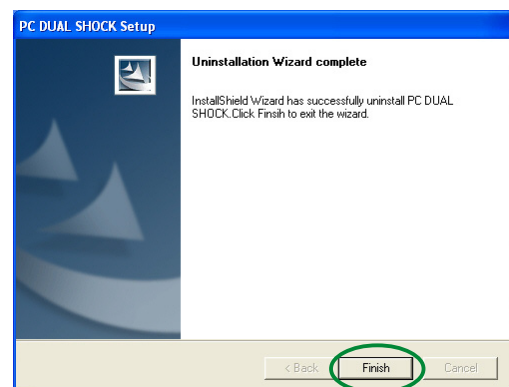 PC DUAL SHOCK Setup
Uninstallation Wizard complete
InstallShield Wizard has successfully uninstall PC DUAL
SHOCK.Click Finsih to exit the wizard.
< Back Finish Cancel